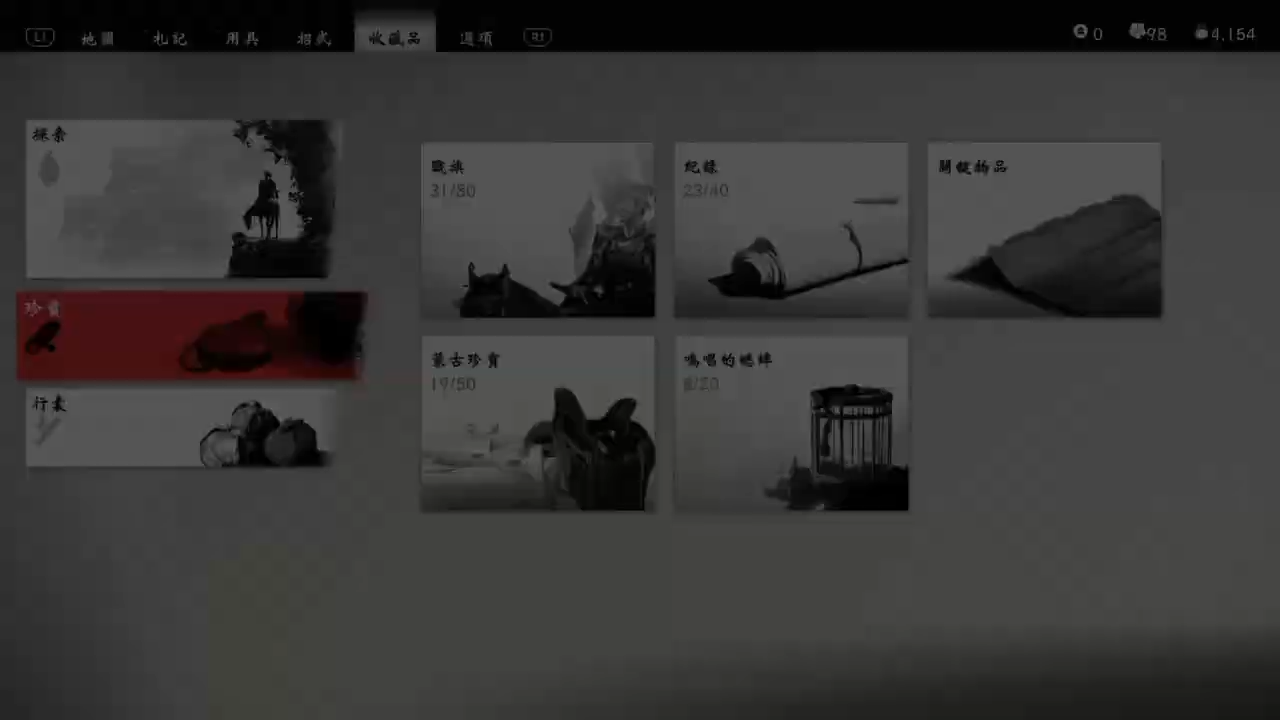 L1 地圖 札記 用具 招式 收藏品 選項 R1 0 98 4,154
探索
珍寶
行囊
戰旗
31/80
紀錄
23/40
關鍵物品
蒙古珍寶
19/50
鳴唱的蟋蟀
8/20